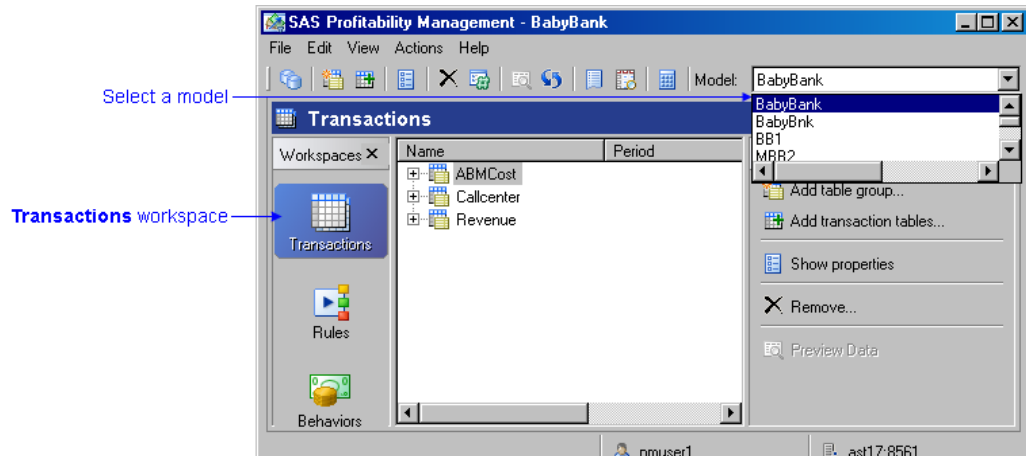 SAS Profitability Management - BabyBank
File Edit View Actions Help
Model: BabyBank
Select a model
BabyBank
BabyBnk
BB1
MBB2
Transactions
Workspaces
Name Period
ABMCost
Callcenter
Revenue
Transactions workspace
Transactions
Rules
Behaviors
Add table group...
Add transaction tables...
Show properties
Remove...
Preview Data
pmuser1 ast17:8561